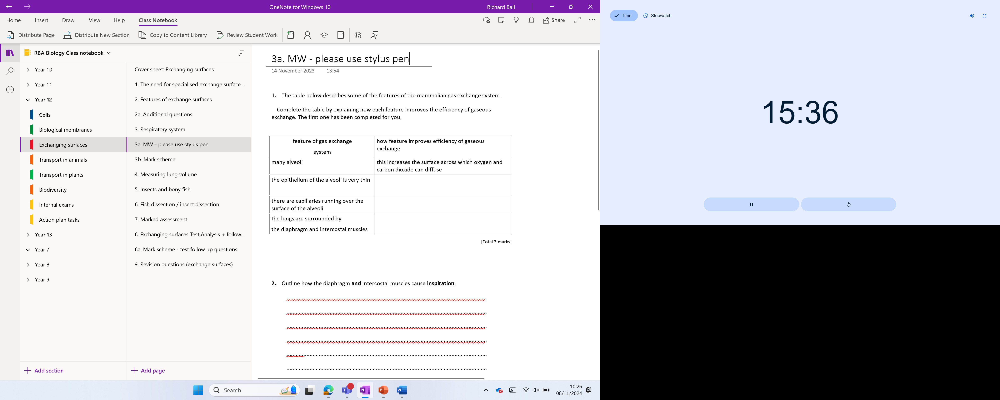 OneNote for Windows 10
Richard Ball
Home Insert Draw View Help Class Notebook
Share
Distribute Page Distribute New Section Copy to Content Library Review Student Work
RBA Biology Class notebook
Year 10
Year 11
Year 12
Cells
Biological membranes
Exchanging surfaces
Transport in animals
Transport in plants
Biodiversity
Internal exams
Action plan tasks
Year 13
Year 7
Year 8
Year 9
Add section
Cover sheet: Exchanging surfaces
1. The need for specialised exchange surface...
2. Features of exchange surfaces
2a. Additional questions
3. Respiratory system
3a. MW - please use stylus pen
3b. Mark scheme
4. Measuring lung volume
5. Insects and bony fish
6. Fish dissection / insect dissection
7. Marked assessment
8. Exchanging surfaces Test Analysis + follow...
8a. Mark scheme - test follow up questions
9. Revision questions (exchange surfaces)
Add page
3a. MW - please use stylus pen
14 November 2023 13:54
1. The table below describes some of the features of the mammalian gas exchange system.
Complete the table by explaining how each feature improves the efficiency of gaseous
exchange. The first one has been completed for you.
feature of gas exchange
system
how feature improves efficiency of gaseous
exchange
many alveoli
this increases the surface across which oxygen and
carbon dioxide can diffuse
the epithelium of the alveoli is very thin
there are capillaries running over the
surface of the alveoli
the lungs are surrounded by
the diaphragm and intercostal muscles
[Total 3 marks]
2. Outline how the diaphragm and intercostal muscles cause inspiration.
Timer Stopwatch
15:36
Search
10:26
08/11/2024